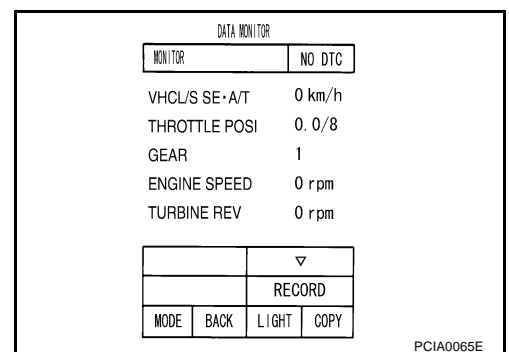 DATA MONITOR
MONITOR NO DTC
VHCL/S SE·A/T 0 km/h
THROTTLE POSI 0.0/8
GEAR 1
ENGINE SPEED 0 rpm
TURBINE REV 0 rpm
▽
RECORD
MODE BACK LIGHT COPY
PCIA0065E